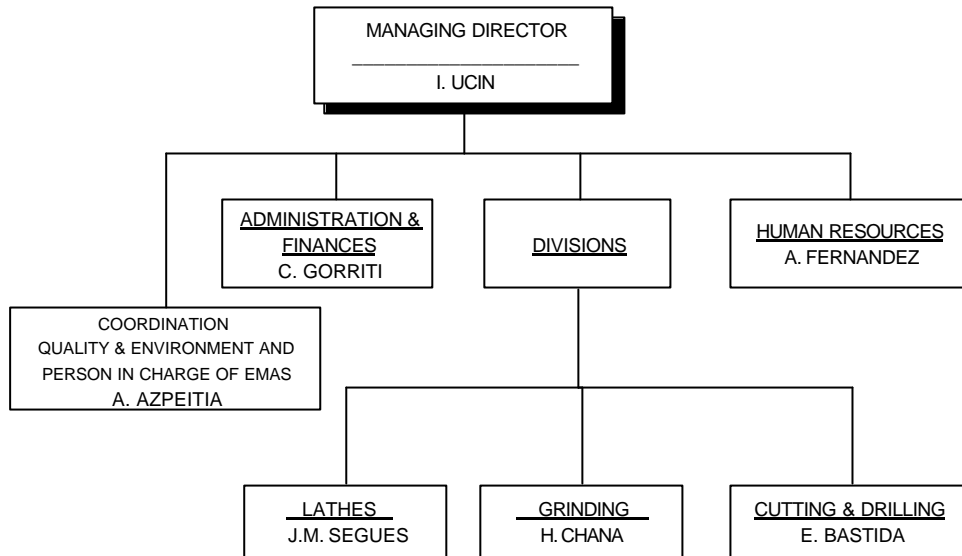 MANAGING DIRECTOR
_____________________
I. UCIN
ADMINISTRATION &
FINANCES
C. GORRITI
DIVISIONS
HUMAN RESOURCES
A. FERNANDEZ
COORDINATION
QUALITY & ENVIRONMENT AND
PERSON IN CHARGE OF EMAS
A. AZPEITIA
LATHES
J.M. SEGUES
GRINDING
H. CHANA
CUTTING & DRILLING
E. BASTIDA